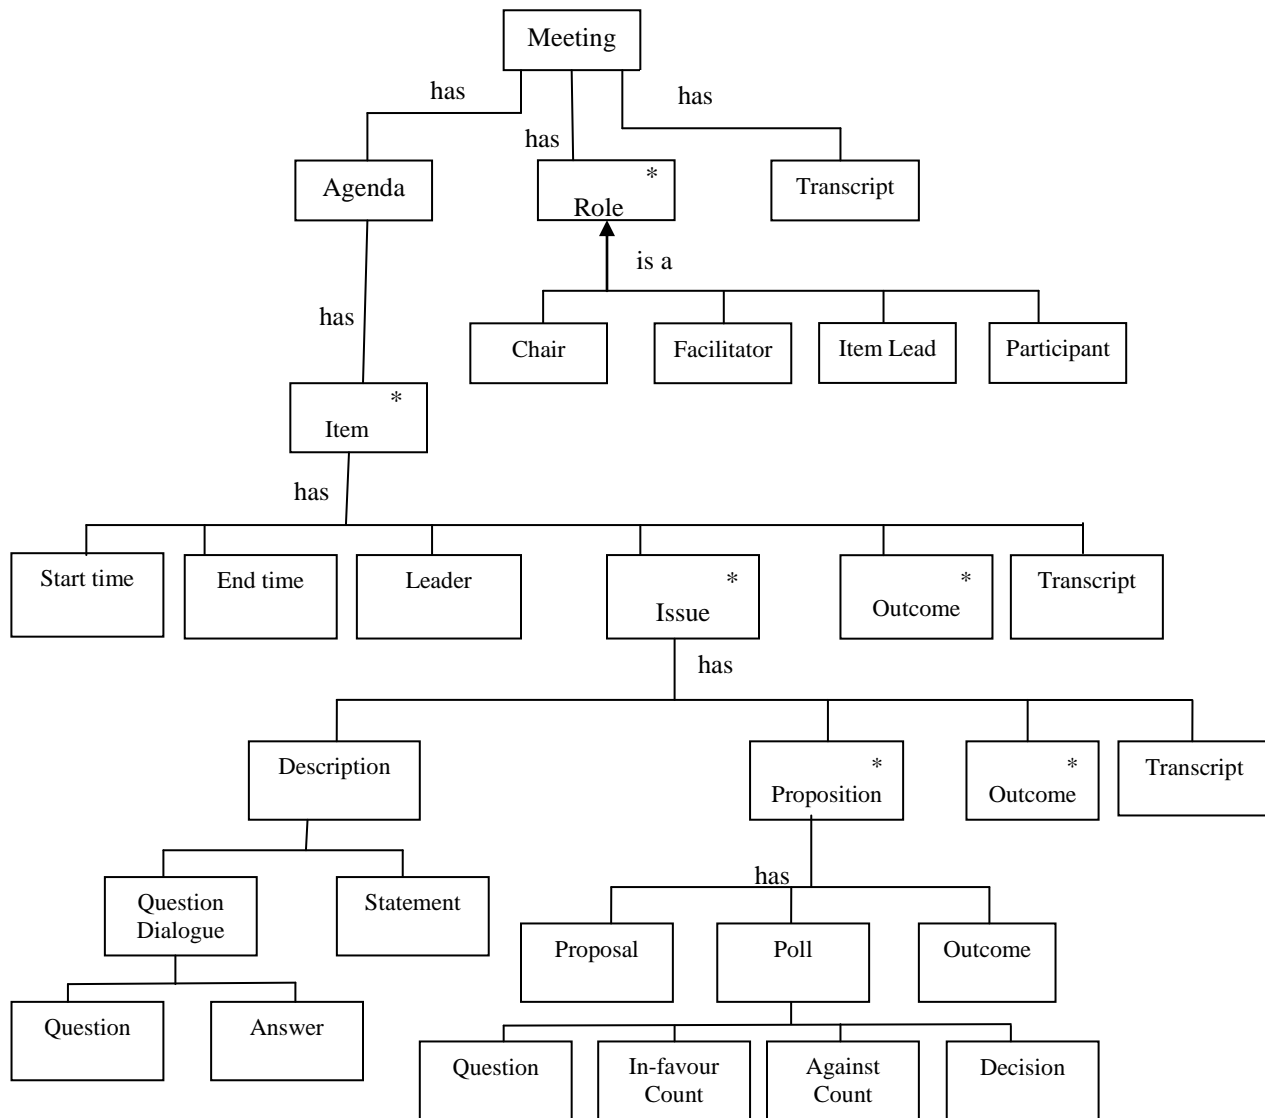 Meeting
has
has
has
Agenda
*
Role
Transcript
is a
has
Chair
Facilitator
Item Lead
Participant
*
Item
has
Start time
End time
Leader
*
Issue
*
Outcome
Transcript
has
Description
*
Proposition
*
Outcome
Transcript
has
Question
Dialogue
Statement
Proposal
Poll
Outcome
Question
Answer
Question
In-favour
Count
Against
Count
Decision